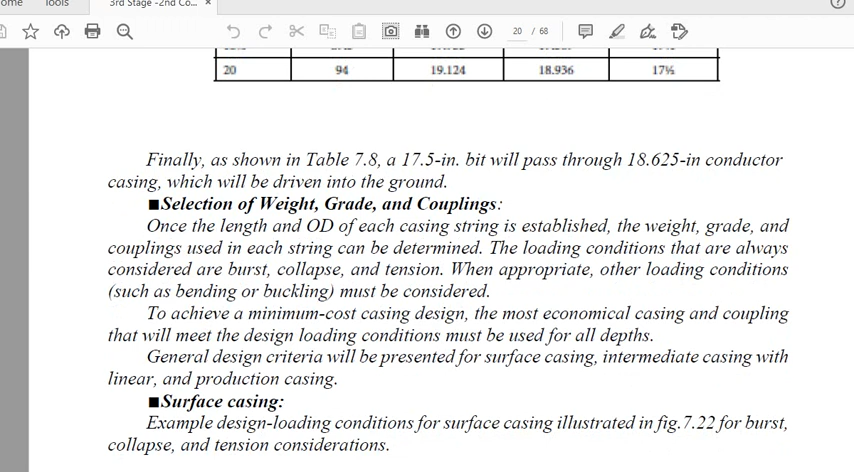 ome
Tools
3rd Stage -2nd Co... ×
20 / 68
20 94 19.124 18.936 17½
Finally, as shown in Table 7.8, a 17.5-in. bit will pass through 18.625-in conductor
casing, which will be driven into the ground.
■Selection of Weight, Grade, and Couplings:
Once the length and OD of each casing string is established, the weight, grade, and
couplings used in each string can be determined. The loading conditions that are always
considered are burst, collapse, and tension. When appropriate, other loading conditions
(such as bending or buckling) must be considered.
To achieve a minimum-cost casing design, the most economical casing and coupling
that will meet the design loading conditions must be used for all depths.
General design criteria will be presented for surface casing, intermediate casing with
linear, and production casing.
■Surface casing:
Example design-loading conditions for surface casing illustrated in fig.7.22 for burst,
collapse, and tension considerations.